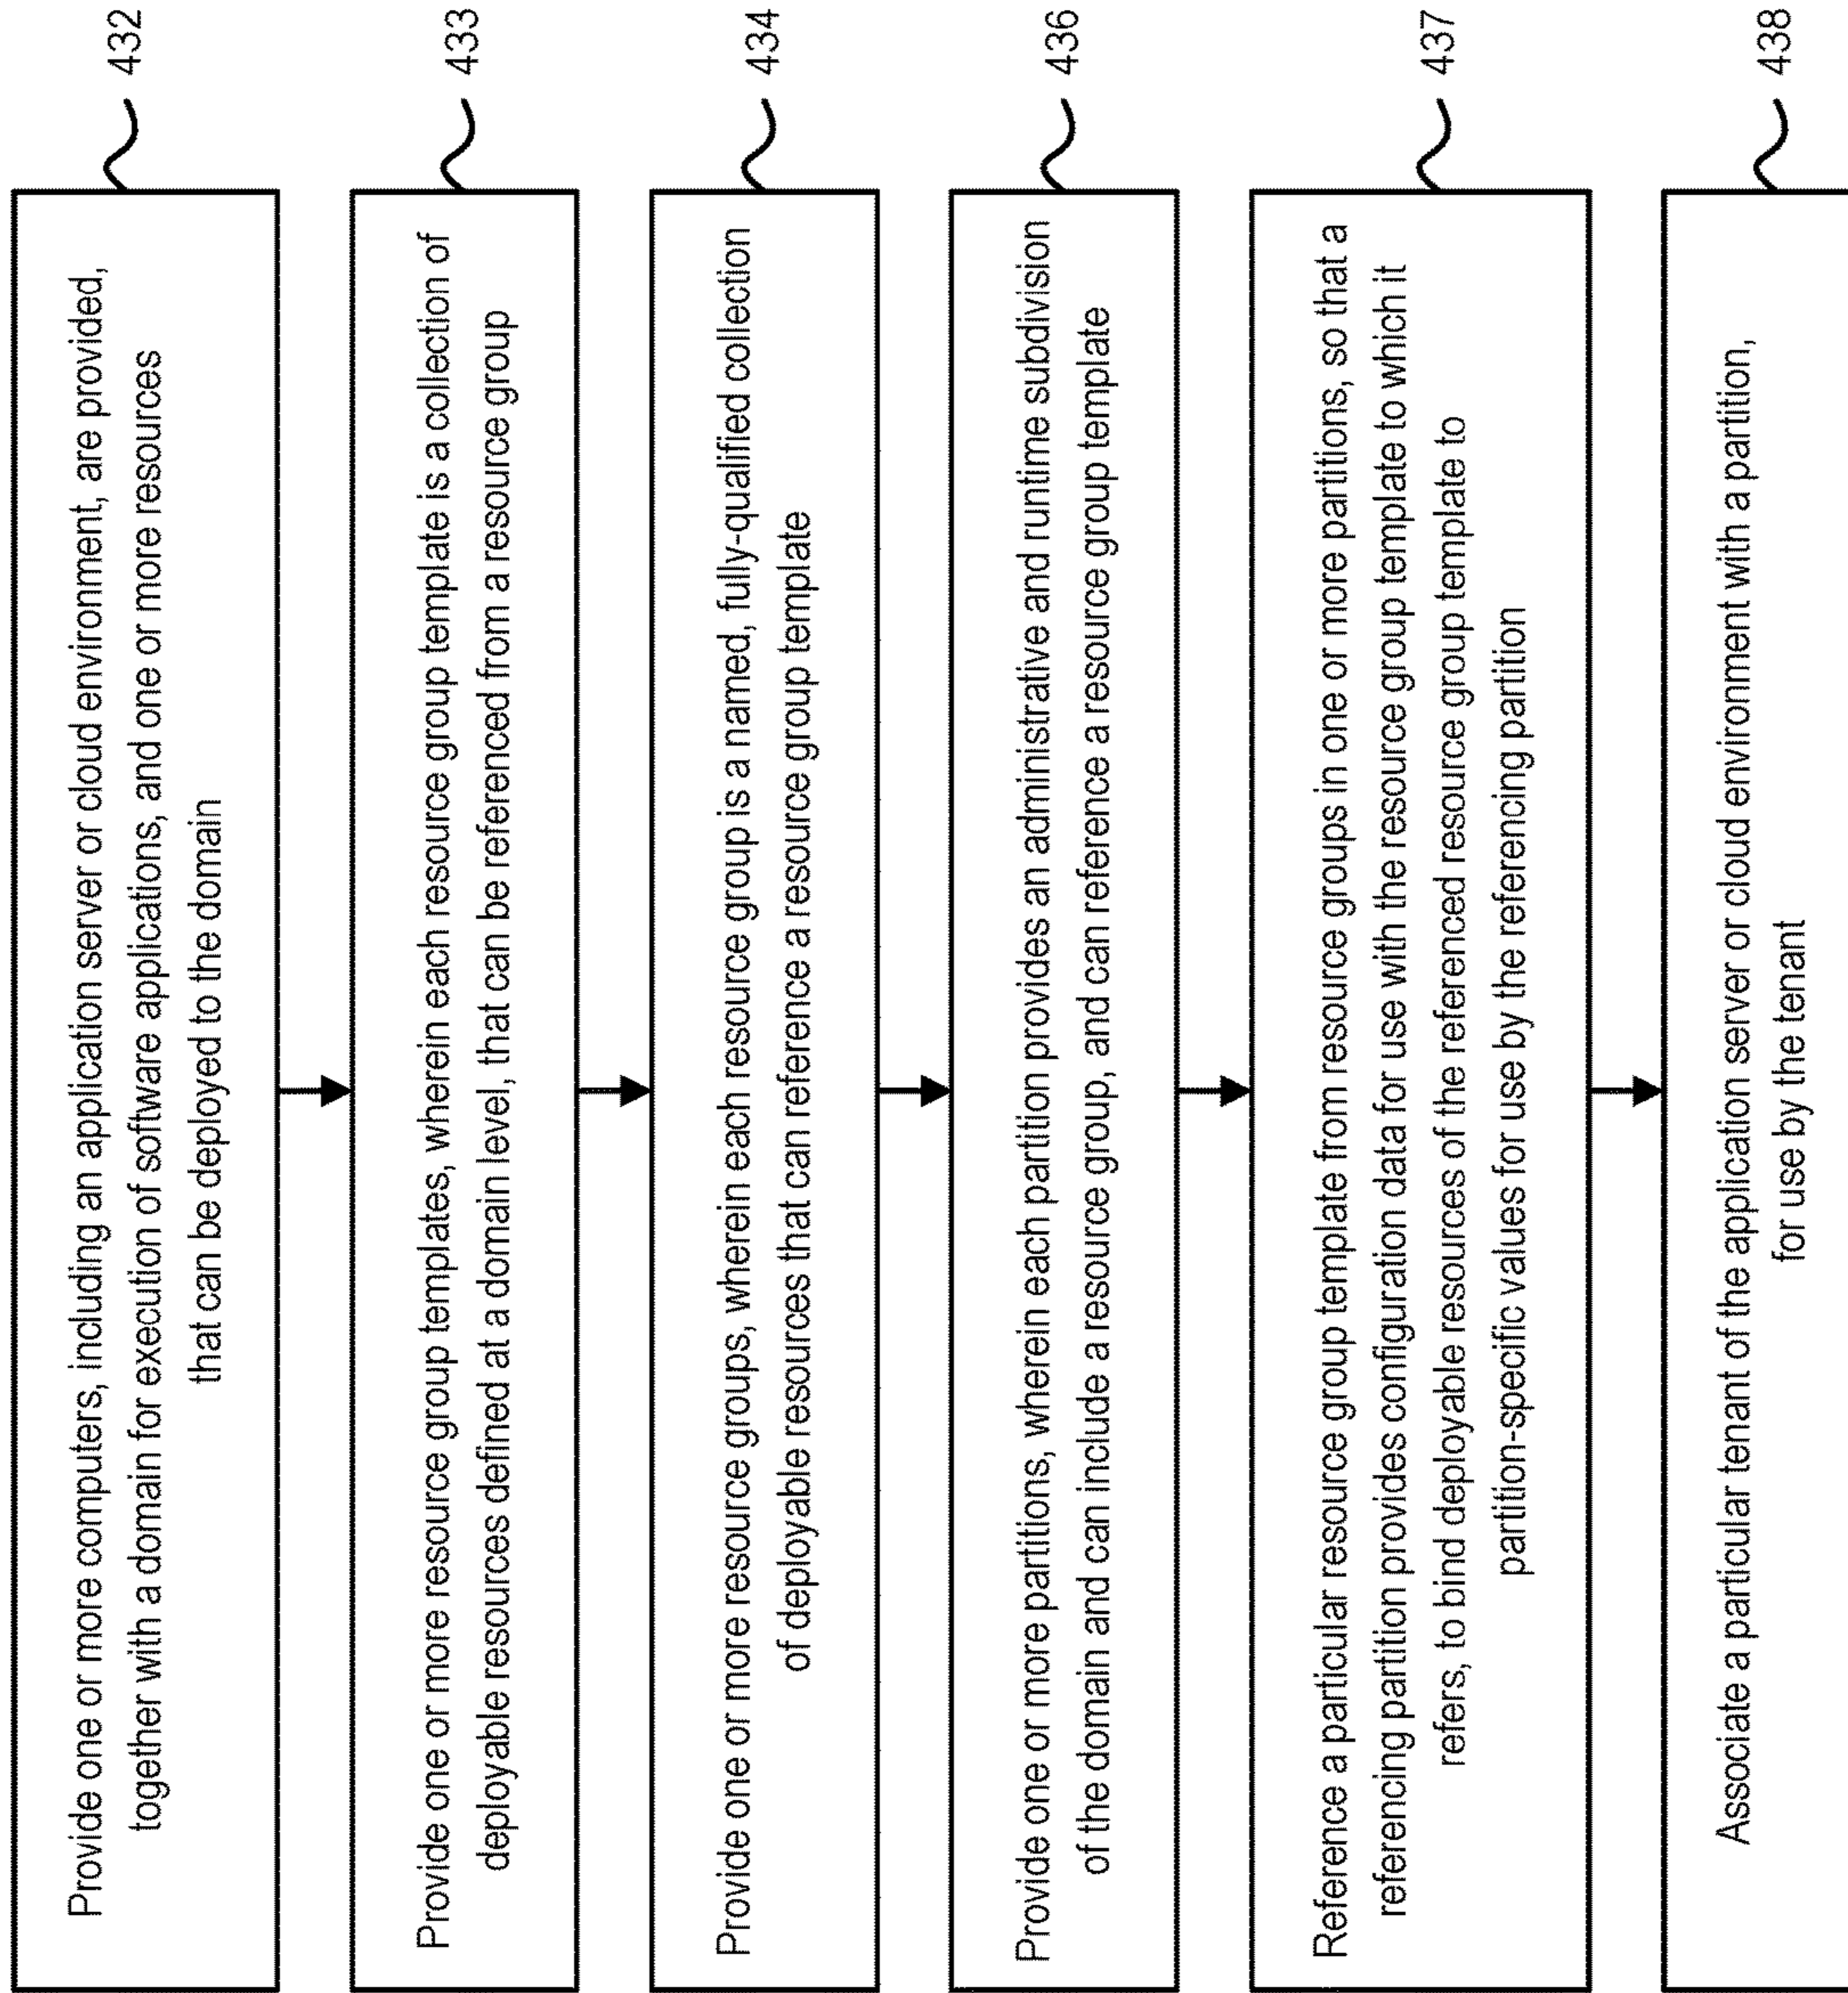 Provide one or more computers, including an application server or cloud environment, are provided,
together with a domain for execution of software applications, and one or more resources
that can be deployed to the domain
432
Provide one or more resource group templates, wherein each resource group template is a collection of
deployable resources defined at a domain level, that can be referenced from a resource group
433
Provide one or more resource groups, wherein each resource group is a named, fully-qualified collection
of deployable resources that can reference a resource group template
434
Provide one or more partitions, wherein each partition provides an administrative and runtime subdivision
of the domain and can include a resource group, and can reference a resource group template
436
Reference a particular resource group template from resource groups in one or more partitions, so that a
referencing partition provides configuration data for use with the resource group template to which it
refers, to bind deployable resources of the referenced resource group template to
partition-specific values for use by the referencing partition
437
Associate a particular tenant of the application server or cloud environment with a partition,
for use by the tenant
438